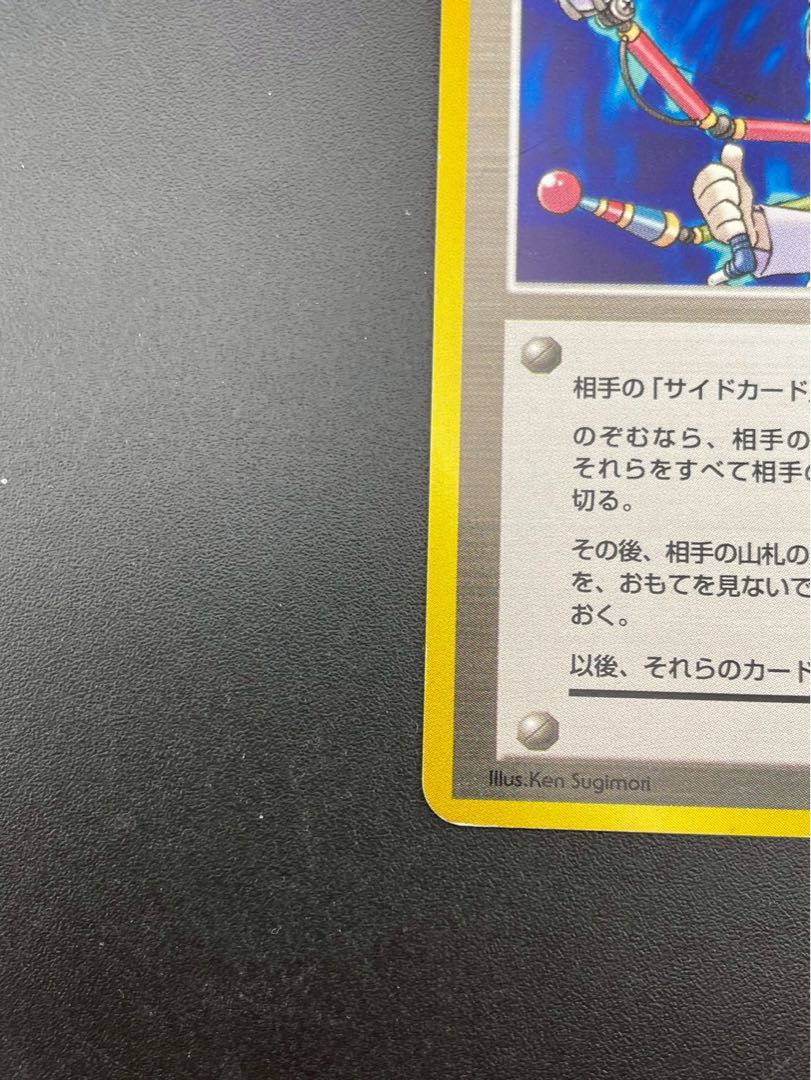 相手の「サイドカード」
のぞむなら、相手の
それらをすべて相手の
切る。
その後、相手の山札の
を、おもてを見ないで
おく。
以後、それらのカード
Illus.Ken Sugimori